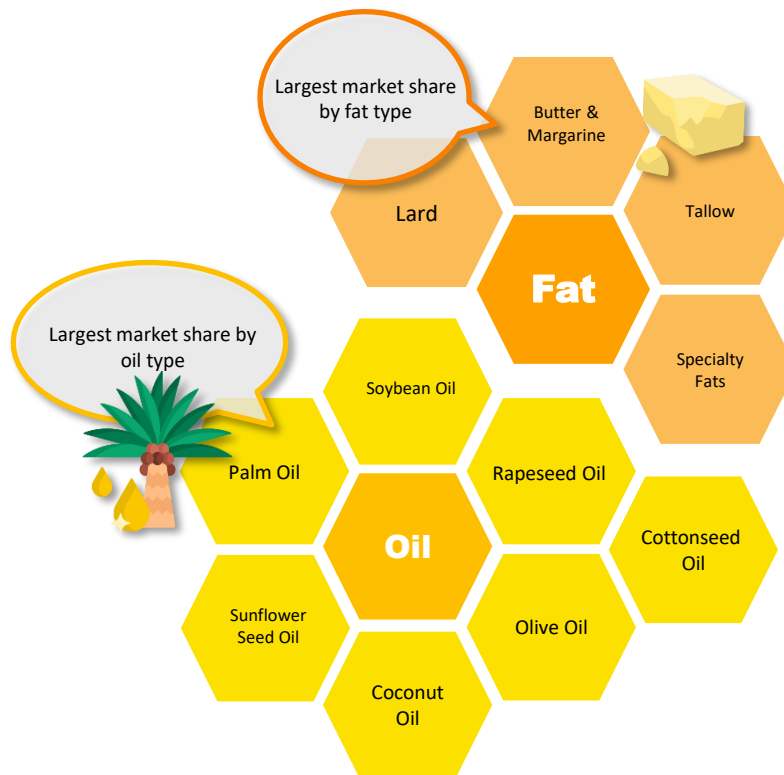 Largest market share
by fat type
Butter &
Margarine
Lard
Tallow
Fat
Specialty
Fats
Largest market share by
oil type
Soybean Oil
Palm Oil
Rapeseed Oil
Oil
Cottonseed
Oil
Sunflower
Seed Oil
Olive Oil
Coconut
Oil